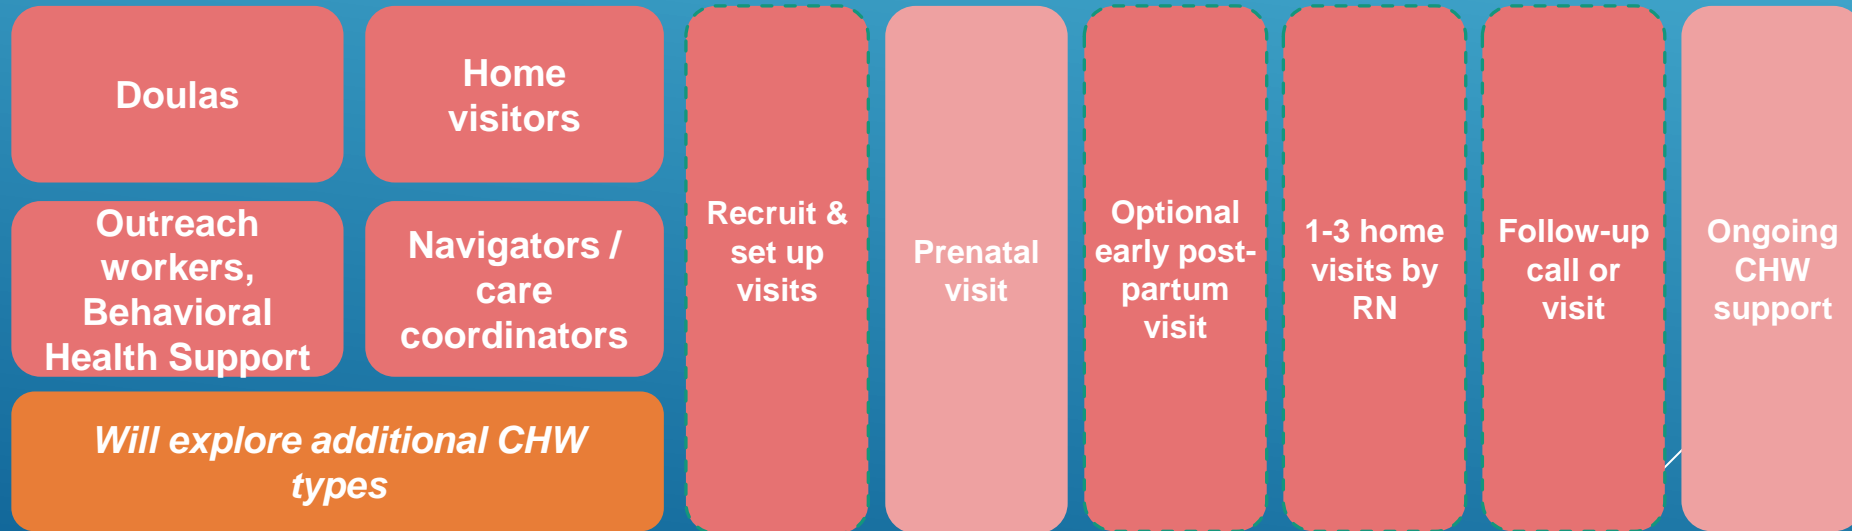 Doulas
Home
visitors
Outreach
workers,
Behavioral
Health Support
Navigators /
care
coordinators
Will explore additional CHW
types
Recruit &
set up
visits
Prenatal
visit
Optional
early post-
partum
visit
1-3 home
visits by
RN
Follow-up
call or
visit
Ongoing
CHW
support